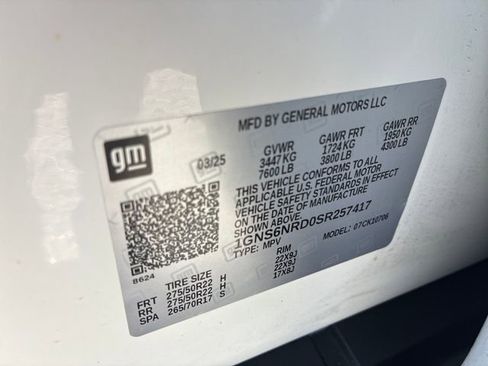 gm
MFD BY GENERAL MOTORS LLC
03/25
GVWR GAWR FRT GAWR RR
3447 KG 1724 KG 1950 KG
7600 LB 3800 LB 4300 LB
THIS VEHICLE CONFORMS TO ALL
APPLICABLE U.S. FEDERAL MOTOR
VEHICLE SAFETY STANDARDS IN EFFECT
ON THE DATE OF MANUFACTURE
1GNS6NRD0SR257417
TYPE: MPV MODEL: 07CK10706
B624
TIRE SIZE RIM
FRT 275/50R22 H 22X9J
RR 275/50R22 H 22X9J
SPA 265/70R17 S 17X8J